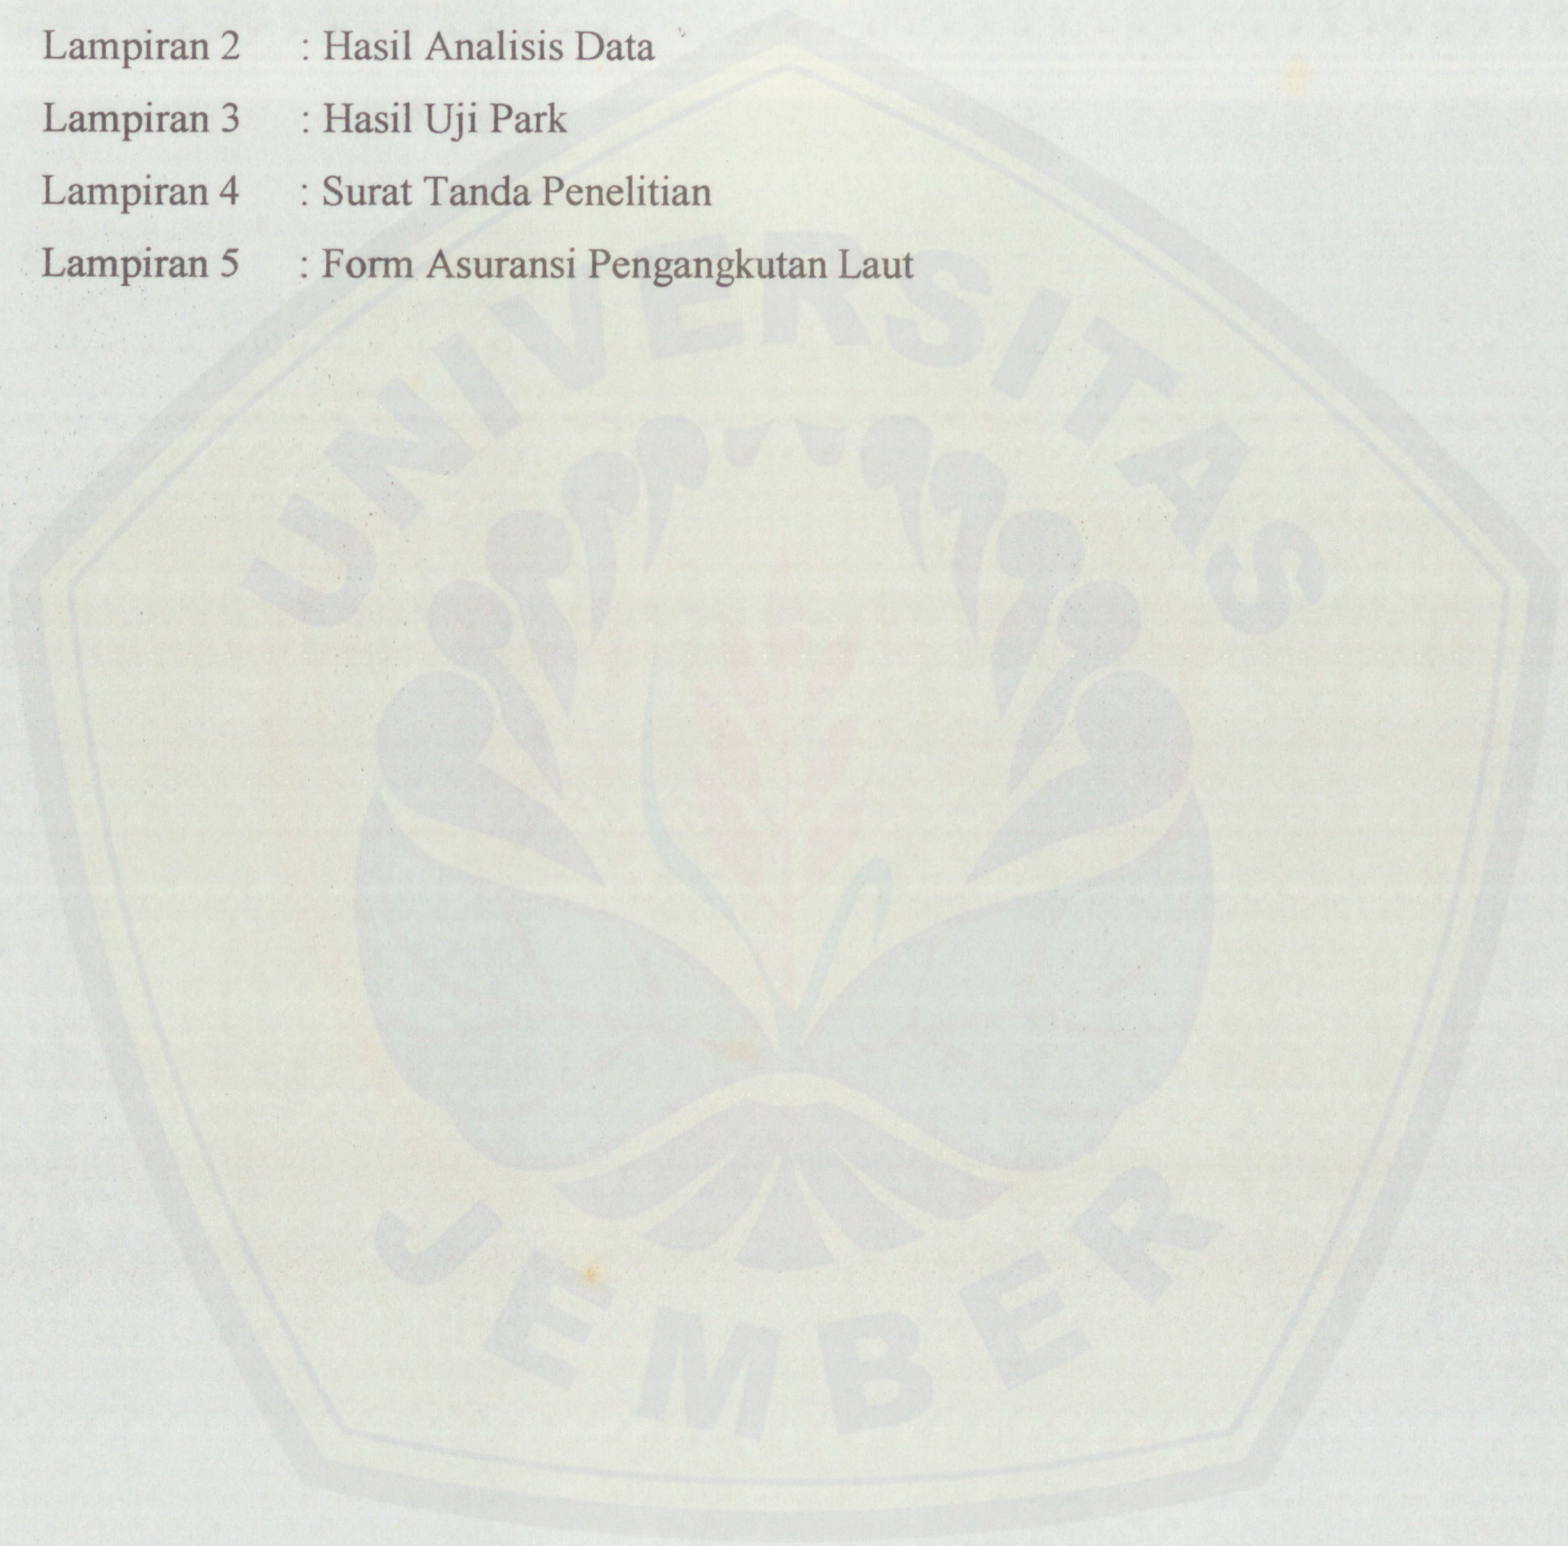 Lampiran 2 : Hasil Analisis Data
Lampiran 3 : Hasil Uji Park
Lampiran 4 : Surat Tanda Penelitian
Lampiran 5 : Form Asuransi Pengangkutan Laut
UNIVERSITAS
JEMBER